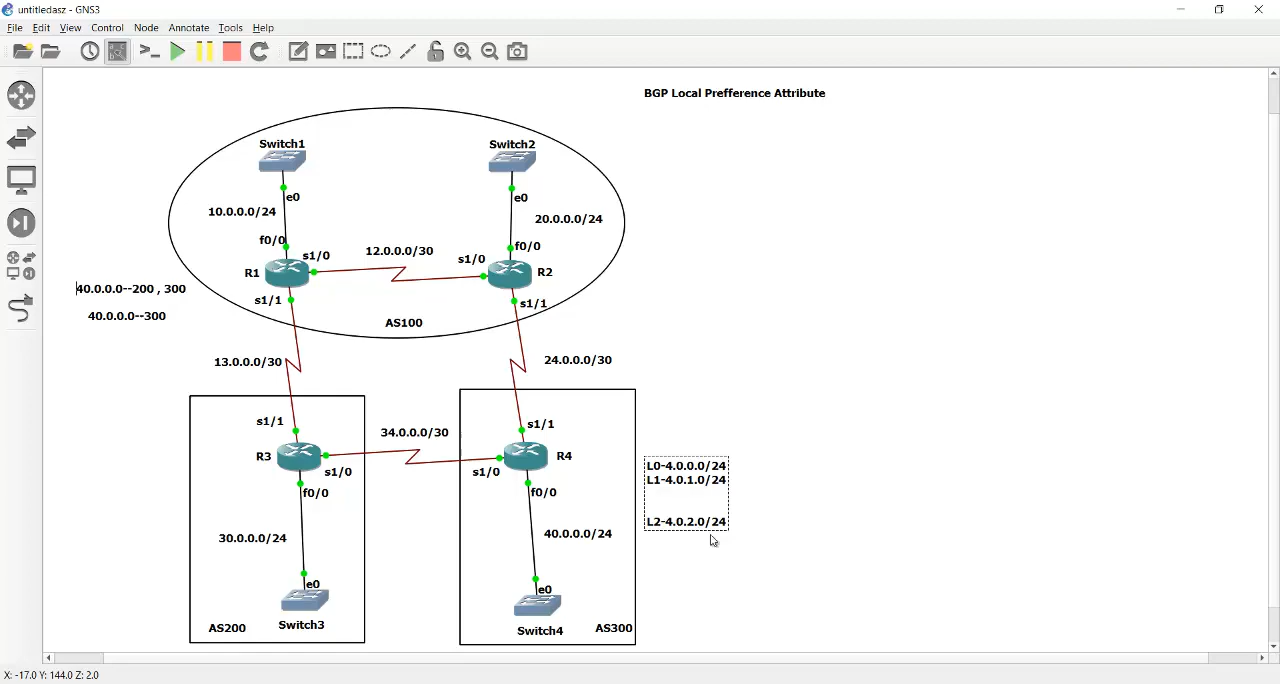 untitledasz - GNS3
File Edit View Control Node Annotate Tools Help
BGP Local Prefference Attribute
Switch1
Switch2
e0
e0
10.0.0.0/24
20.0.0.0/24
f0/0
f0/0
s1/0
12.0.0.0/30
s1/0
R1
R2
40.0.0.0--200 , 300
s1/1
s1/1
40.0.0.0--300
AS100
13.0.0.0/30
24.0.0.0/30
s1/1
s1/1
34.0.0.0/30
R3
R4
s1/0
s1/0
L0-4.0.0.0/24
L1-4.0.1.0/24
f0/0
f0/0
L2-4.0.2.0/24
30.0.0.0/24
40.0.0.0/24
e0
e0
AS200
Switch3
Switch4
AS300
X: -17.0 Y: 144.0 Z: 2.0